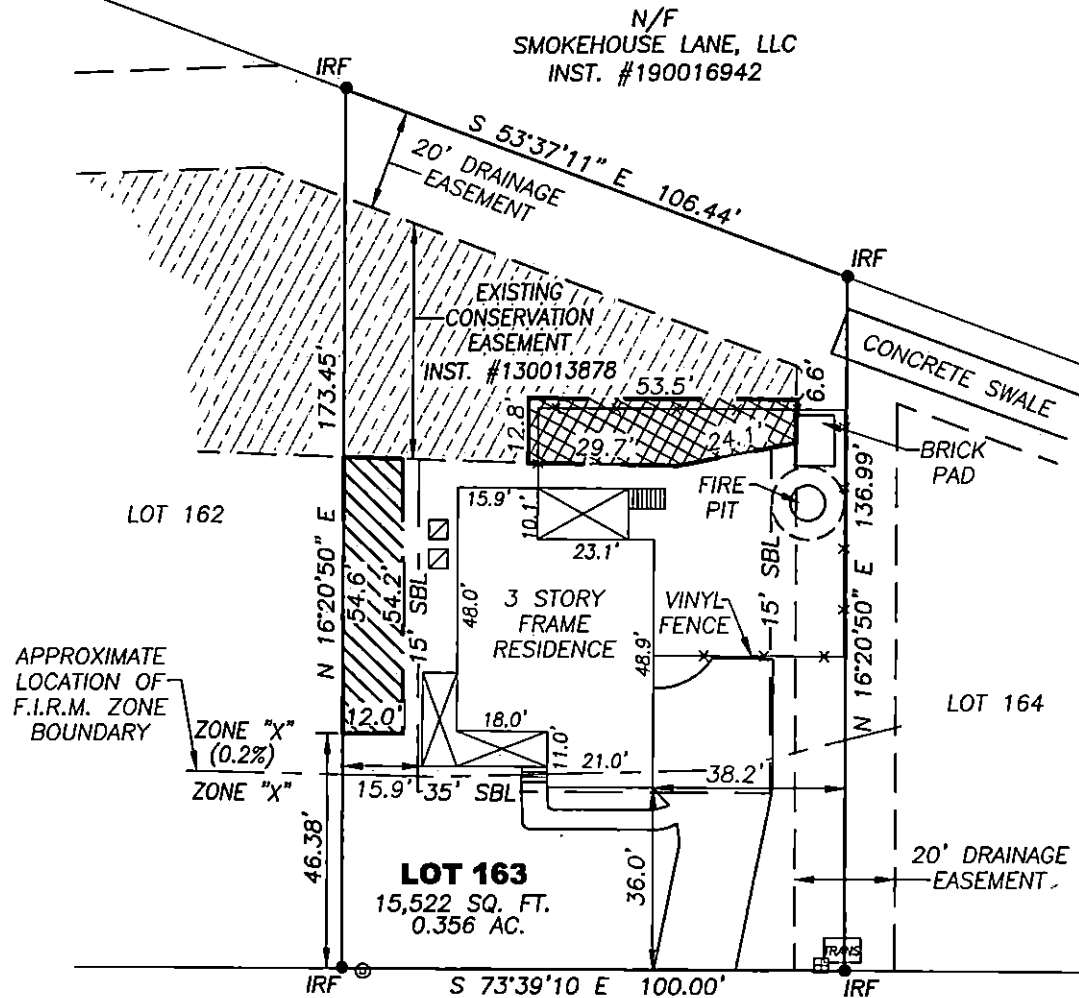 N/F
SMOKEHOUSE LANE, LLC
INST. #190016942
IRF
S 53°37'11" E 106.44'
20' DRAINAGE
EASEMENT
IRF
EXISTING
CONSERVATION
EASEMENT
INST. #130013878
CONCRETE SWALE
6.6'
53.5'
12.8'
29.7'
24.1'
BRICK
PAD
N 16°20'50" E 173.45'
LOT 162
15.9'
10.1'
FIRE
PIT
N 16°20'50" E 136.99'
23.1'
54.6'
54.2'
15' SBL
48.0'
3 STORY
FRAME
RESIDENCE
48.9'
VINYL
FENCE
15' SBL
APPROXIMATE
LOCATION OF
F.I.R.M. ZONE
BOUNDARY
LOT 164
12.0'
ZONE "X"
(0.2%)
ZONE "X"
18.0'
11.0'
21.0'
38.2'
15.9'
35' SBL
46.38'
36.0'
LOT 163
15,522 SQ. FT.
0.356 AC.
20' DRAINAGE
EASEMENT
TRANS
IRF
S 73°39'10 E 100.00'
IRF